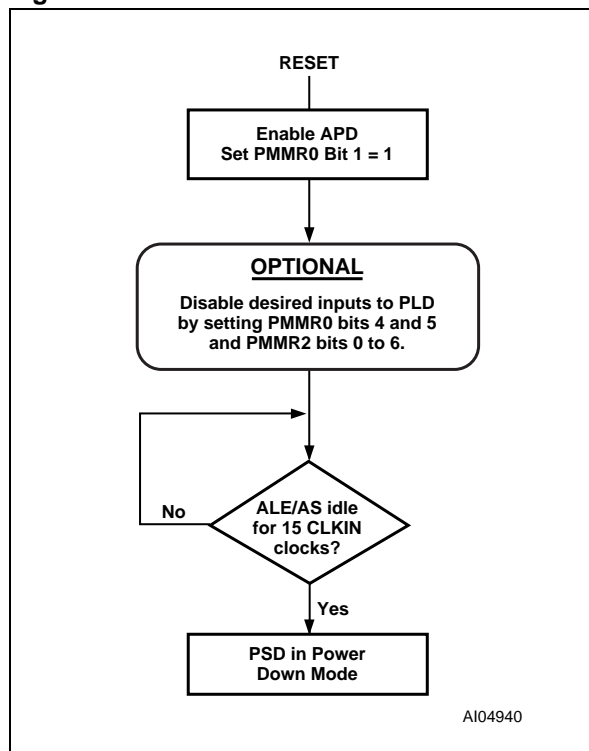 RESET
Enable APD
Set PMMR0 Bit 1 = 1
OPTIONAL
Disable desired inputs to PLD
by setting PMMR0 bits 4 and 5
and PMMR2 bits 0 to 6.
No
ALE/AS idle
for 15 CLKIN
clocks?
Yes
PSD in Power
Down Mode
AI04940